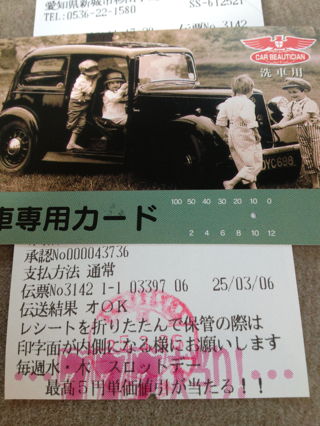 愛知県新城市
TEL:0536-22-1580
SS-612521
3142
CAR BEAUTICIAN
洗車用
DYC688
車専用カード
100 50 40 30 20 10 0
2 4 6 8 10 12
承認No000043736
支払方法 通常
伝票No3142 1-1 03397 06 25/03/06
伝送結果 オOK
レシートを折りたたんで保管の際は
印字面が内側になる様にお願いします
毎週水・木 スロットデー
最高5円単価値引が当たる!!